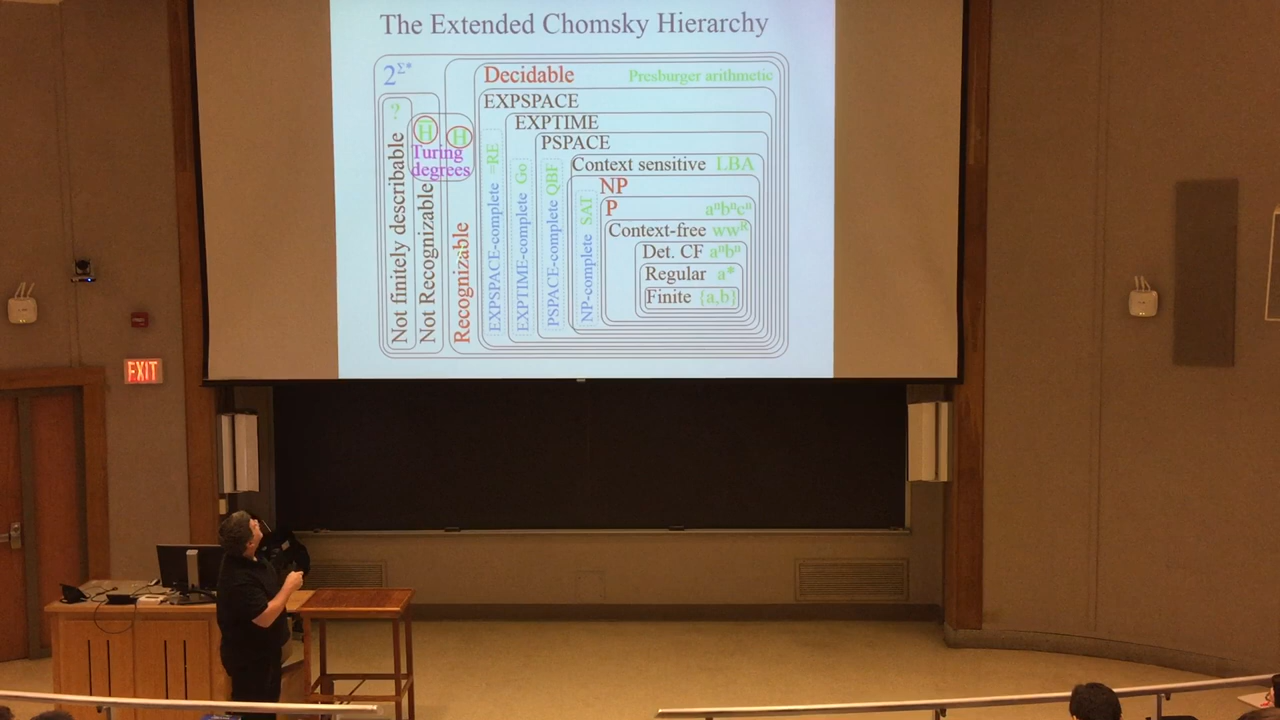 The Extended Chomsky Hierarchy
2^Σ*
Decidable Presburger arithmetic
EXPSPACE
EXPTIME
PSPACE
Context sensitive LBA
NP
P aⁿbⁿcⁿ
Context-free wwᴿ
Det. CF aⁿbⁿ
Regular a*
Finite {a,b}
?
H̅ H
Turing
degrees
Not finitely describable
Not Recognizable
Recognizable
EXPSPACE-complete =RE
EXPTIME-complete Go
PSPACE-complete QBF
NP-complete SAT
EXIT